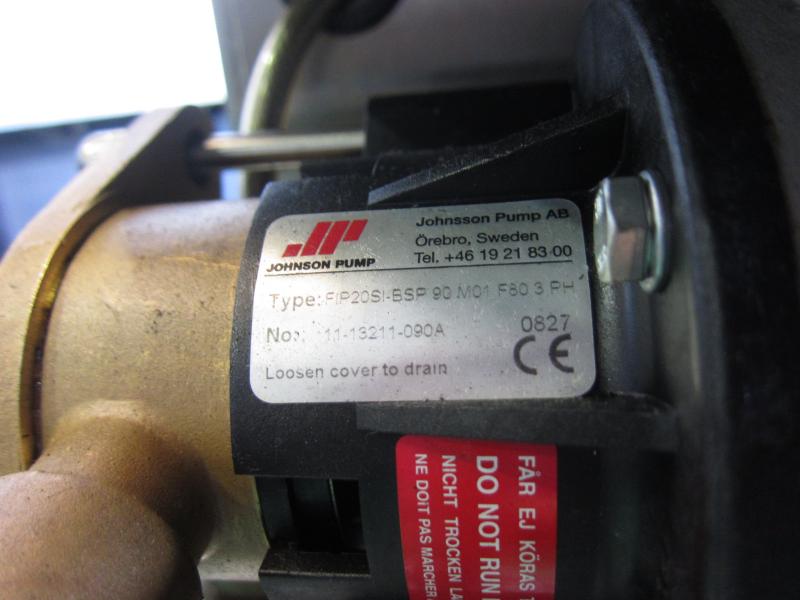 JP
JOHNSON PUMP
Johnsson Pump AB
Örebro, Sweden
Tel. +46 19 21 83 00
Type: FIP20SI-BSP 90 M01 F80 3 PH
No: 11-13211-090A
0827
CE
Loosen cover to drain
FÅR EJ KÖRAS
DO NOT RUN
NICHT TROCKEN
NE DOIT PAS MARCHER